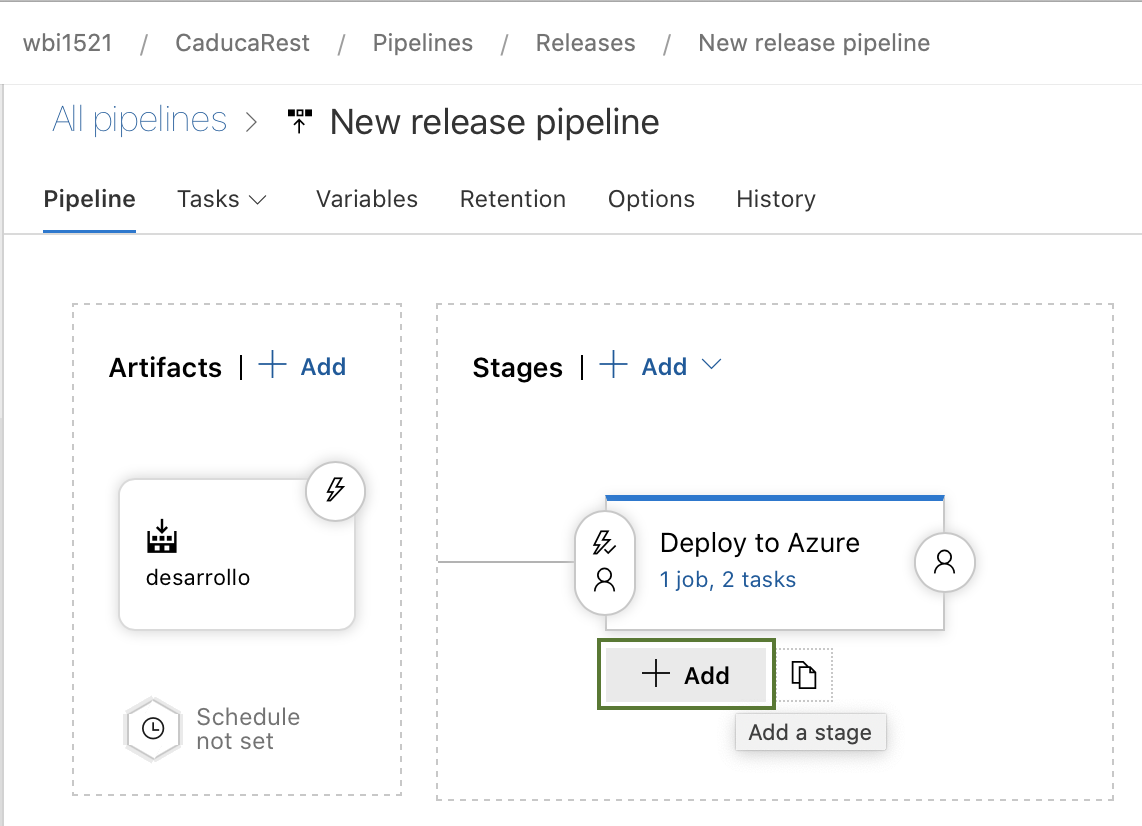 wbi1521 / CaducaRest / Pipelines / Releases / New release pipeline
All pipelines > New release pipeline
Pipeline Tasks Variables Retention Options History
Artifacts | + Add
Stages | + Add
desarrollo
Schedule
not set
Deploy to Azure
1 job, 2 tasks
+ Add
Add a stage